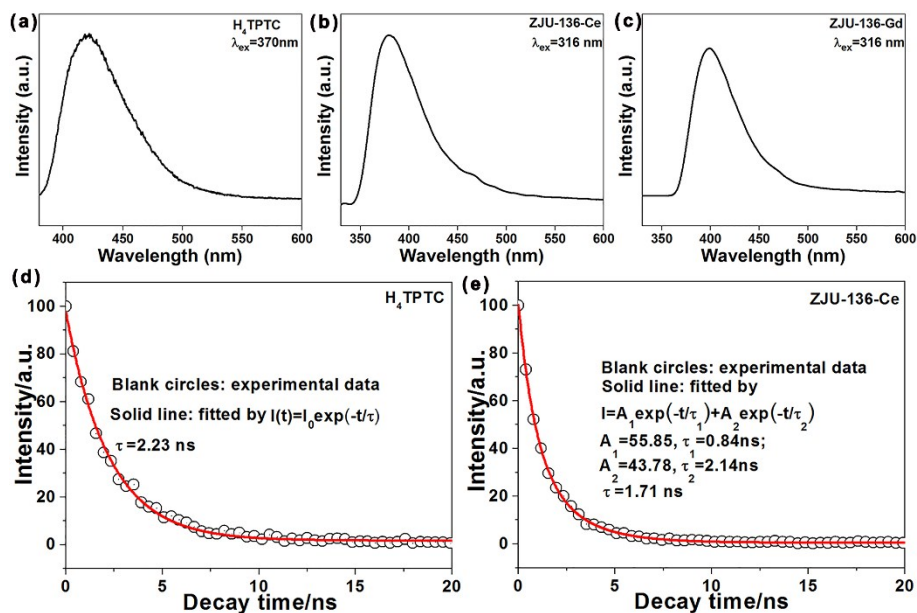 (a)
H₄TPTC
λex=370nm
Intensity (a.u.)
400 450 500 550 600
Wavelength (nm)
(b)
ZJU-136-Ce
λex=316 nm
Intensity (a.u.)
350 400 450 500 550 600
Wavelength (nm)
(c)
ZJU-136-Gd
λex=316 nm
Intensity (a.u.)
350 400 450 500 550 600
Wavelength (nm)
(d)
H₄TPTC
Intensity/a.u.
100
80
60
40
20
0
Blank circles: experimental data
Solid line: fitted by I(t)=I₀exp(-t/τ)
τ=2.23 ns
0 5 10 15 20
Decay time/ns
(e)
ZJU-136-Ce
Intensity/a.u.
100
80
60
40
20
0
Blank circles: experimental data
Solid line: fitted by
I=A₁exp(-t/τ₁)+A₂exp(-t/τ₂)
A₁=55.85, τ₁=0.84ns;
A₂=43.78, τ₂=2.14ns
τ=1.71 ns
0 5 10 15 20
Decay time/ns